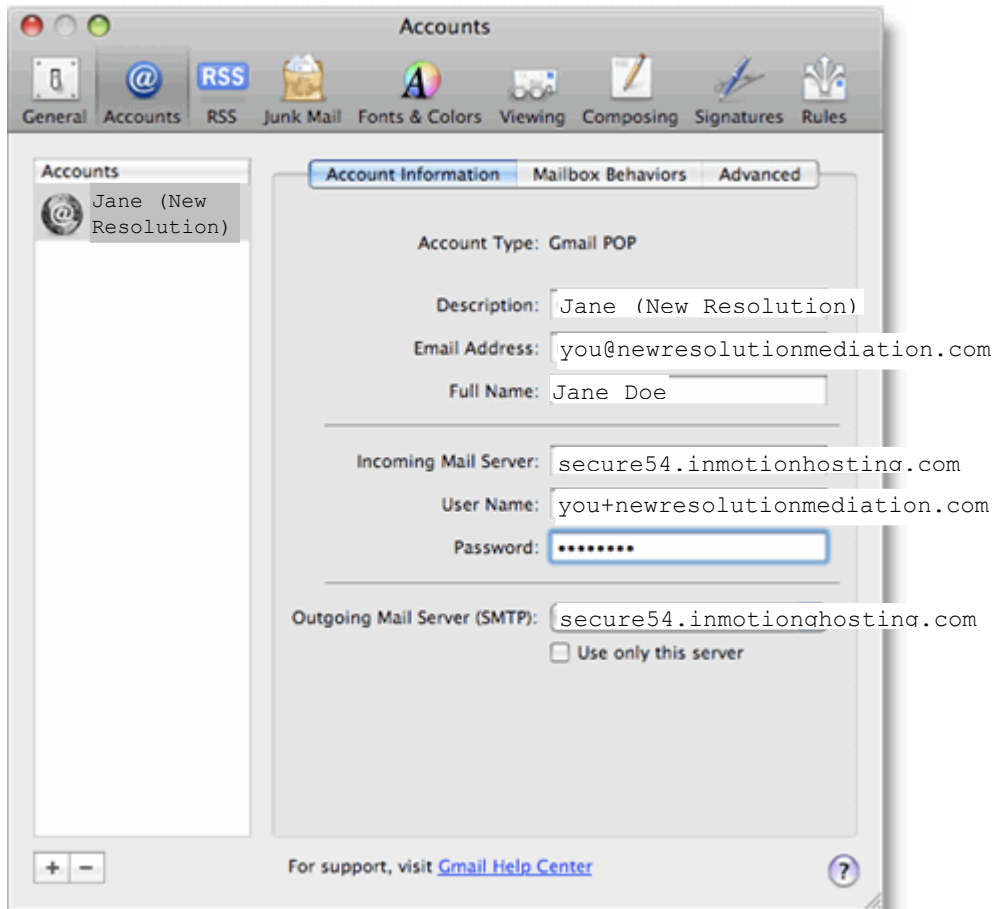 Accounts
General Accounts RSS Junk Mail Fonts & Colors Viewing Composing Signatures Rules
RSS
Accounts
Jane (New
Resolution)
Account Information Mailbox Behaviors Advanced
Account Type: Gmail POP
Description: Jane (New Resolution)
Email Address: you@newresolutionmediation.com
Full Name: Jane Doe
Incoming Mail Server: secure54.inmotionhosting.com
User Name: you+newresolutionmediation.com
Password: ••••••••
Outgoing Mail Server (SMTP): secure54.inmotionghosting.com
Use only this server
+ −
For support, visit Gmail Help Center
?